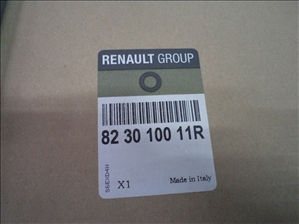 RENAULT GROUP
82 30 100 11R
X1
Made in Italy